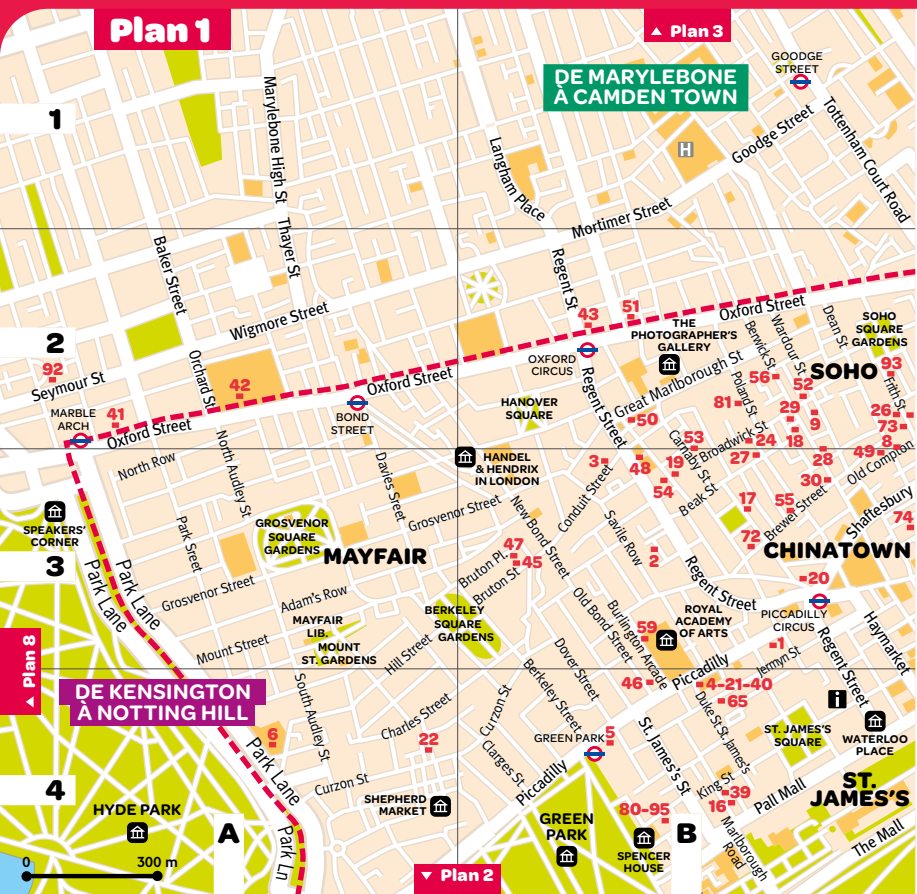 Plan 1
▲ Plan 3
GOODGE
STREET
DE MARYLEBONE
À CAMDEN TOWN
1
Marylebone High St
Tottenham Court Road
Goodge Street
H
Langham Place
Mortimer Street
Thayer St
Baker Street
Regent St
Wigmore Street
Oxford Street
43
51
THE
PHOTOGRAPHER'S
GALLERY
Berwick St
Wardour St
Dean St
SOHO
SQUARE
GARDENS
2
92
Seymour St
Orchard St
42
Oxford Street
OXFORD
CIRCUS
Regent Street
Great Marlborough St
56
52
SOHO
93
Frith St
MARBLE
ARCH
41
Oxford Street
BOND
STREET
HANOVER
SQUARE
50
81
Poland St
29
9
26
73
18
8
Carnaby St
53
Broadwick St
24
27
28
49
Old Compton
North Row
North Audley St
Davies Sreet
HANDEL
& HENDRIX
IN LONDON
3
48
19
54
Beak St
30
17
55
Brewer Street
Shaftesbury
74
SPEAKERS'
CORNER
Park Sreet
GROSVENOR
SQUARE
GARDENS
Grosvenor Street
New Bond Street
Conduit Street
Savile Row
72
CHINATOWN
3
MAYFAIR
47
45
2
Park Lane
Park Lane
Grosvenor Street
Adam's Row
Bruton Pl.
Bruton St
Regent Street
20
PICCADILLY
CIRCUS
Haymarket
MAYFAIR
LIB.
MOUNT
ST. GARDENS
BERKELEY
SQUARE
GARDENS
Old Bond Street
Burlington Arcade
59
ROYAL
ACADEMY
OF ARTS
1
Jermyn St
Regent Street
▲ Plan 8
Mount Street
Hill Street
Dover Street
Piccadilly
DE KENSINGTON
À NOTTING HILL
South Audley St
Berkeley Street
46
4-21-40
65
Duke St St-James's
i
Charles Street
Curzon St
6
22
Clarges St
GREEN PARK
5
St. James's St
ST. JAMES'S
SQUARE
WATERLOO
PLACE
Park Lane
Curzon St
Piccadilly
King St
39
16
Pall Mall
ST.
JAMES'S
4
HYDE PARK
SHEPHERD
MARKET
80-95
GREEN
PARK
SPENCER
HOUSE
A
B
Marlborough
Road
The Mall
Park Ln
0 300 m
▼ Plan 2